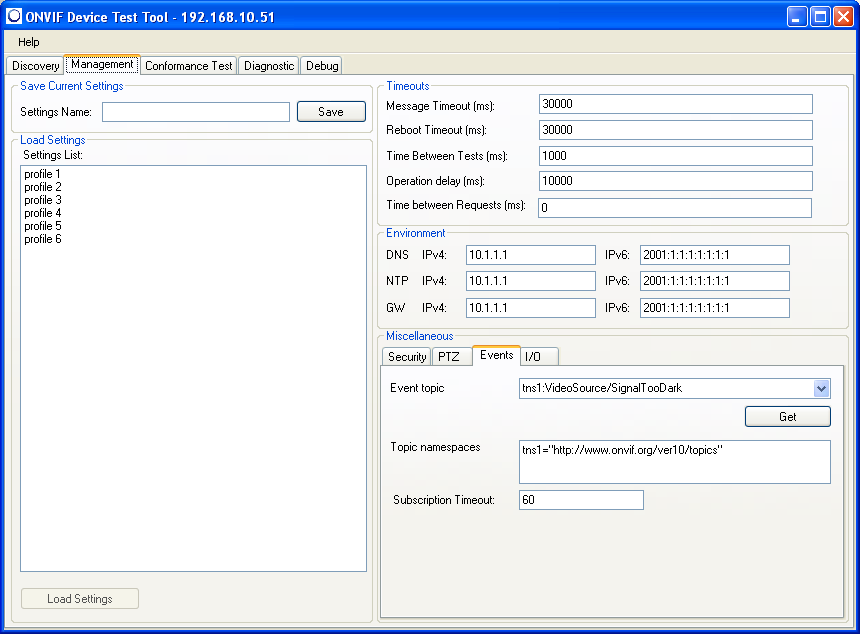 ONVIF Device Test Tool - 192.168.10.51
Help
Discovery Management Conformance Test Diagnostic Debug
Save Current Settings
Settings Name:
Save
Load Settings
Settings List:
profile 1
profile 2
profile 3
profile 4
profile 5
profile 6
Load Settings
Timeouts
Message Timeout (ms): 30000
Reboot Timeout (ms): 30000
Time Between Tests (ms): 1000
Operation delay (ms): 10000
Time between Requests (ms): 0
Environment
DNS IPv4: 10.1.1.1 IPv6: 2001:1:1:1:1:1:1:1
NTP IPv4: 10.1.1.1 IPv6: 2001:1:1:1:1:1:1:1
GW IPv4: 10.1.1.1 IPv6: 2001:1:1:1:1:1:1:1
Miscellaneous
Security PTZ Events I/O
Event topic tns1:VideoSource/SignalTooDark
Get
Topic namespaces tns1="http://www.onvif.org/ver10/topics"
Subscription Timeout: 60